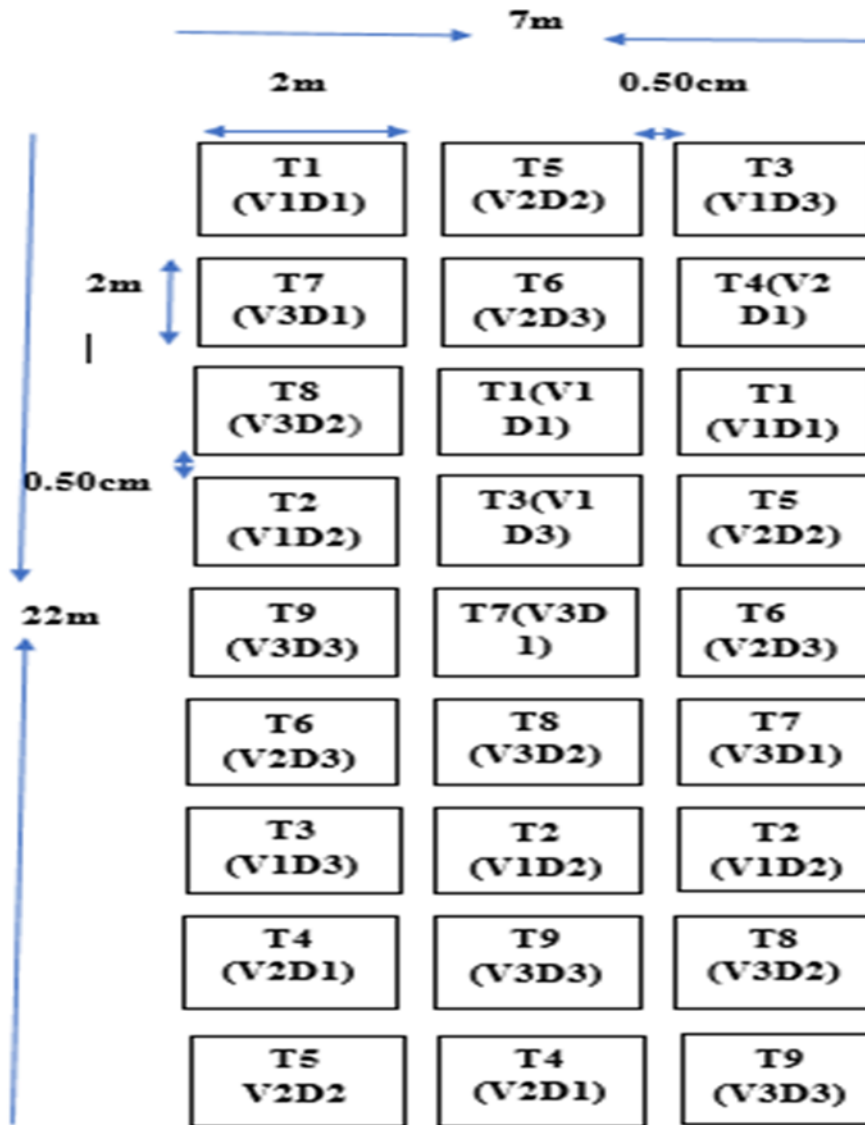 7m
2m 0.50cm
T1 T5 T3
(V1D1) (V2D2) (V1D3)
2m
T7 T6 T4(V2
(V3D1) (V2D3) D1)
T8 T1(V1 T1
(V3D2) D1) (V1D1)
0.50cm
T2 T3(V1 T5
(V1D2) D3) (V2D2)
22m
T9 T7(V3D T6
(V3D3) 1) (V2D3)
T6 T8 T7
(V2D3) (V3D2) (V3D1)
T3 T2 T2
(V1D3) (V1D2) (V1D2)
T4 T9 T8
(V2D1) (V3D3) (V3D2)
T5 T4 T9
V2D2 (V2D1) (V3D3)